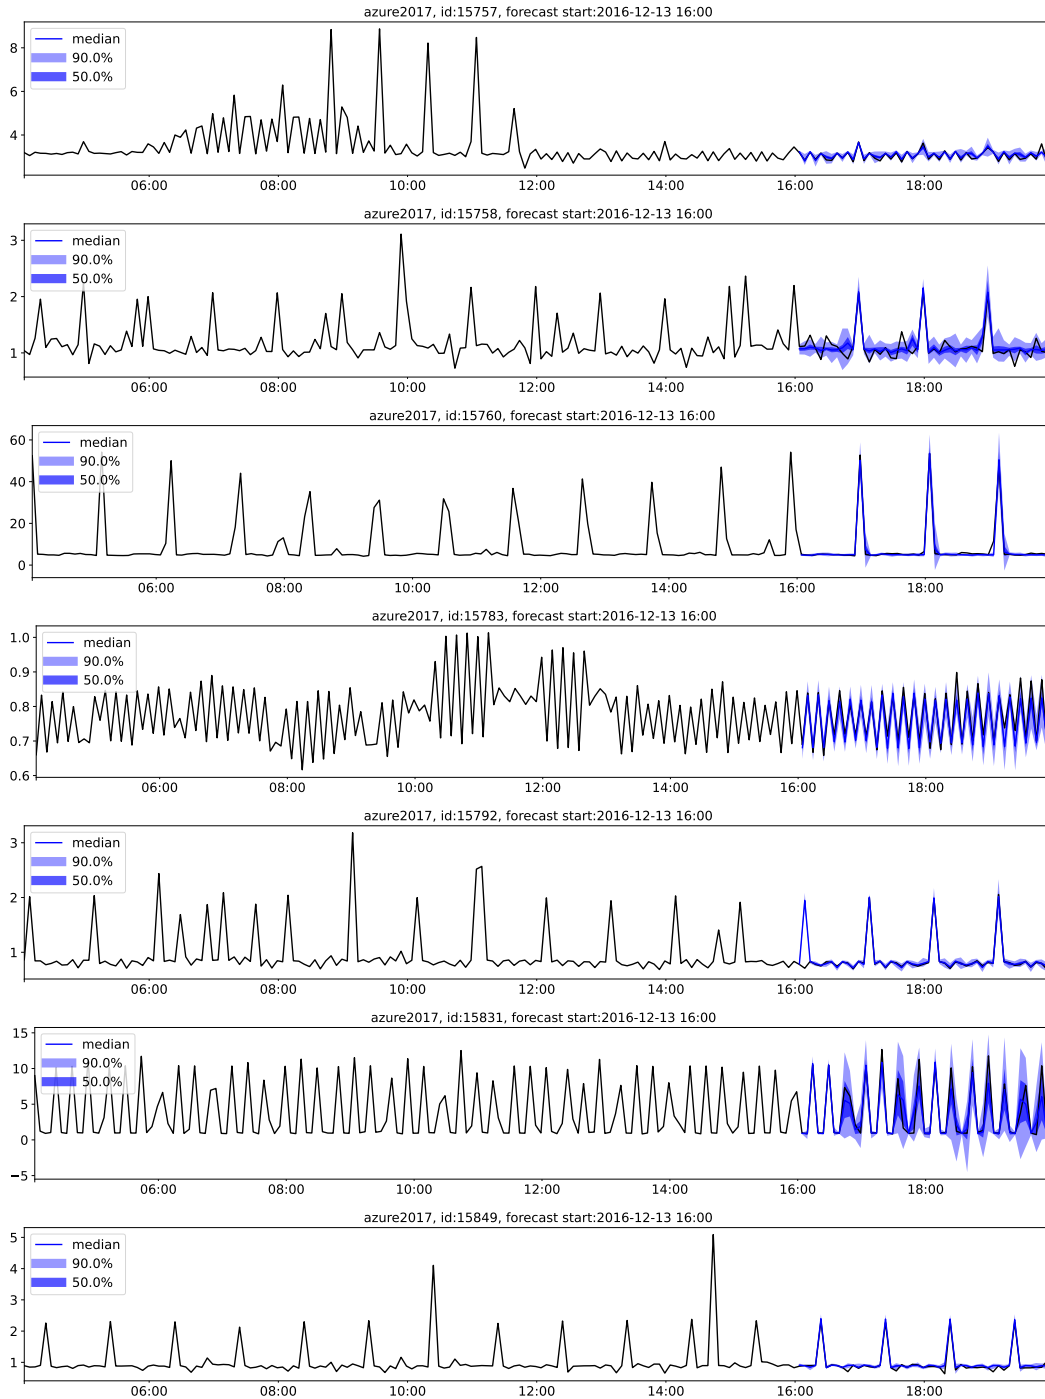 azure2017, id:15757, forecast start:2016-12-13 16:00
median
90.0%
50.0%
8
6
4
06:00 08:00 10:00 12:00 14:00 16:00 18:00
azure2017, id:15758, forecast start:2016-12-13 16:00
median
90.0%
50.0%
3
2
1
06:00 08:00 10:00 12:00 14:00 16:00 18:00
azure2017, id:15760, forecast start:2016-12-13 16:00
median
90.0%
50.0%
60
40
20
0
06:00 08:00 10:00 12:00 14:00 16:00 18:00
azure2017, id:15783, forecast start:2016-12-13 16:00
median
90.0%
50.0%
1.0
0.9
0.8
0.7
0.6
06:00 08:00 10:00 12:00 14:00 16:00 18:00
azure2017, id:15792, forecast start:2016-12-13 16:00
median
90.0%
50.0%
3
2
1
06:00 08:00 10:00 12:00 14:00 16:00 18:00
azure2017, id:15831, forecast start:2016-12-13 16:00
median
90.0%
50.0%
15
10
5
0
−5
06:00 08:00 10:00 12:00 14:00 16:00 18:00
azure2017, id:15849, forecast start:2016-12-13 16:00
median
90.0%
50.0%
5
4
3
2
1
06:00 08:00 10:00 12:00 14:00 16:00 18:00